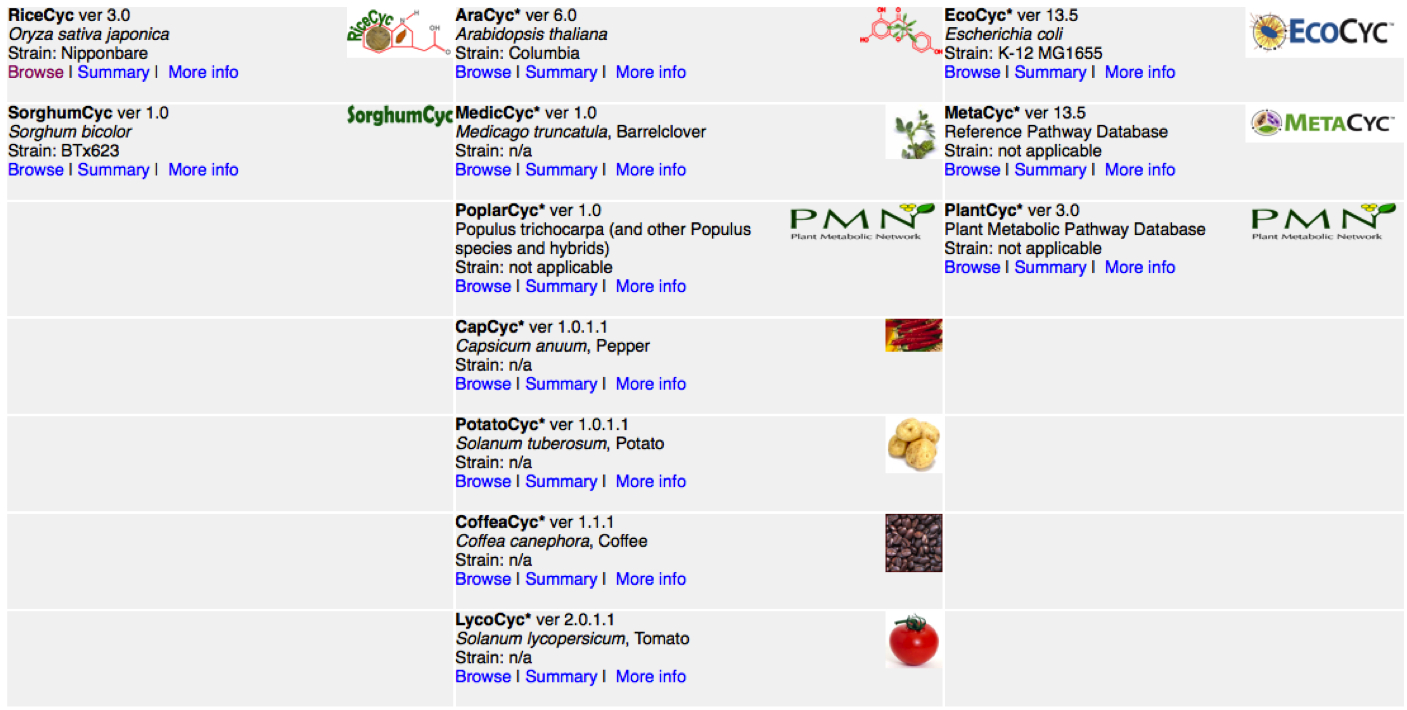 RiceCyc ver 3.0
Oryza sativa japonica
Strain: Nipponbare
Browse | Summary | More info
RiceCyc
H
N
OH
O
AraCyc* ver 6.0
Arabidopsis thaliana
Strain: Columbia
Browse | Summary | More info
OH
O
HO
O
OH
EcoCyc* ver 13.5
Escherichia coli
Strain: K-12 MG1655
Browse | Summary | More info
ECOCYC™
SorghumCyc ver 1.0
Sorghum bicolor
Strain: BTx623
Browse | Summary | More info
SorghumCyc
MedicCyc* ver 1.0
Medicago truncatula, Barrelclover
Strain: n/a
Browse | Summary | More info
MetaCyc* ver 13.5
Reference Pathway Database
Strain: not applicable
Browse | Summary | More info
METACYC™
PoplarCyc* ver 1.0
Populus trichocarpa (and other Populus
species and hybrids)
Strain: not applicable
Browse | Summary | More info
PMN
Plant Metabolic Network
PlantCyc* ver 3.0
Plant Metabolic Pathway Database
Strain: not applicable
Browse | Summary | More info
PMN
Plant Metabolic Network
CapCyc* ver 1.0.1.1
Capsicum anuum, Pepper
Strain: n/a
Browse | Summary | More info
PotatoCyc* ver 1.0.1.1
Solanum tuberosum, Potato
Strain: n/a
Browse | Summary | More info
CoffeaCyc* ver 1.1.1
Coffea canephora, Coffee
Strain: n/a
Browse | Summary | More info
LycoCyc* ver 2.0.1.1
Solanum lycopersicum, Tomato
Strain: n/a
Browse | Summary | More info